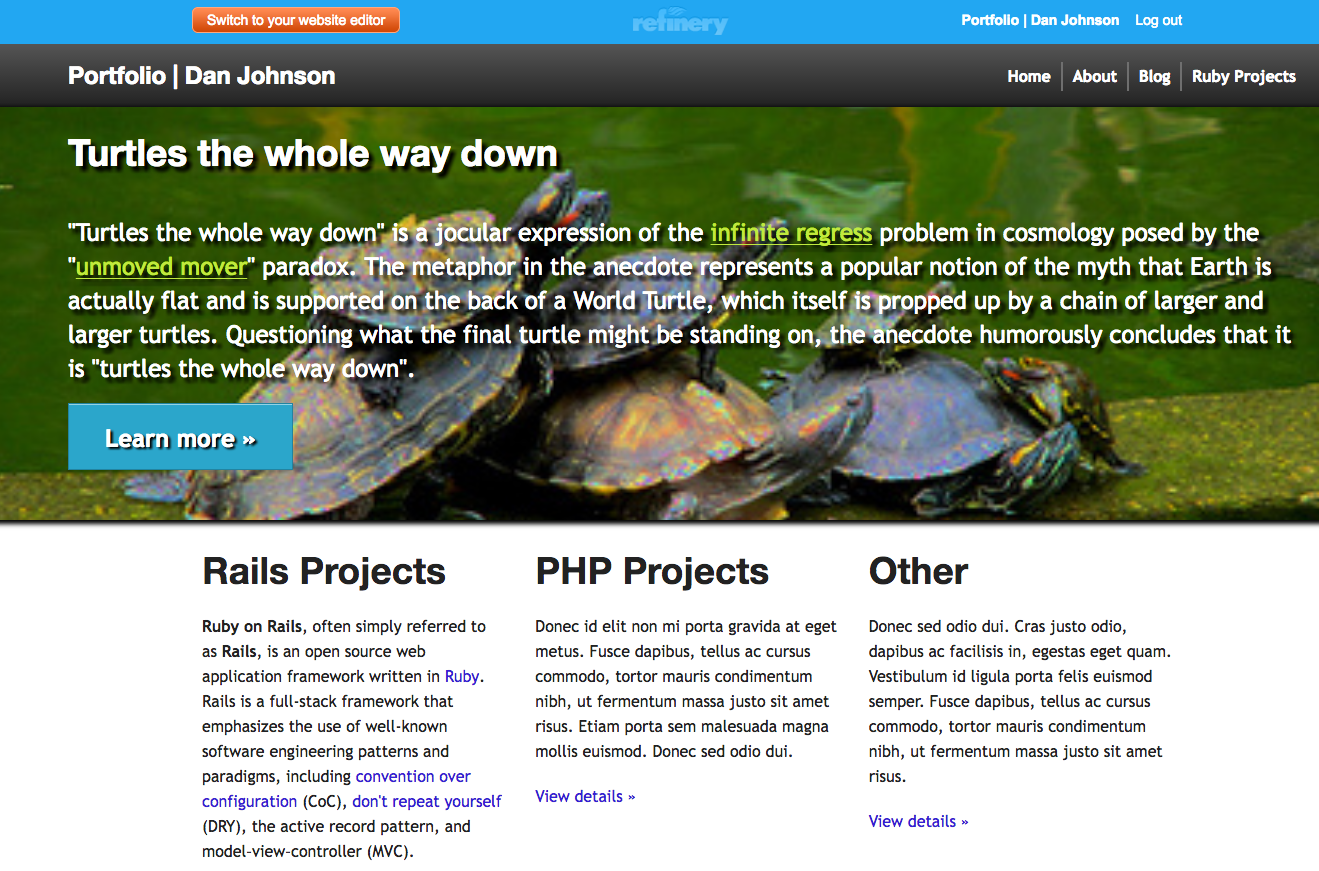 Switch to your website editor
refinery
Portfolio | Dan Johnson
Log out
Portfolio | Dan Johnson
Home
About
Blog
Ruby Projects
Turtles the whole way down
"Turtles the whole way down" is a jocular expression of the infinite regress problem in cosmology posed by the
"unmoved mover" paradox. The metaphor in the anecdote represents a popular notion of the myth that Earth is
actually flat and is supported on the back of a World Turtle, which itself is propped up by a chain of larger and
larger turtles. Questioning what the final turtle might be standing on, the anecdote humorously concludes that it
is "turtles the whole way down".
Learn more »
Rails Projects
Ruby on Rails, often simply referred to
as Rails, is an open source web
application framework written in Ruby.
Rails is a full-stack framework that
emphasizes the use of well-known
software engineering patterns and
paradigms, including convention over
configuration (CoC), don't repeat yourself
(DRY), the active record pattern, and
model-view-controller (MVC).
PHP Projects
Donec id elit non mi porta gravida at eget
metus. Fusce dapibus, tellus ac cursus
commodo, tortor mauris condimentum
nibh, ut fermentum massa justo sit amet
risus. Etiam porta sem malesuada magna
mollis euismod. Donec sed odio dui.
View details »
Other
Donec sed odio dui. Cras justo odio,
dapibus ac facilisis in, egestas eget quam.
Vestibulum id ligula porta felis euismod
semper. Fusce dapibus, tellus ac cursus
commodo, tortor mauris condimentum
nibh, ut fermentum massa justo sit amet
risus.
View details »